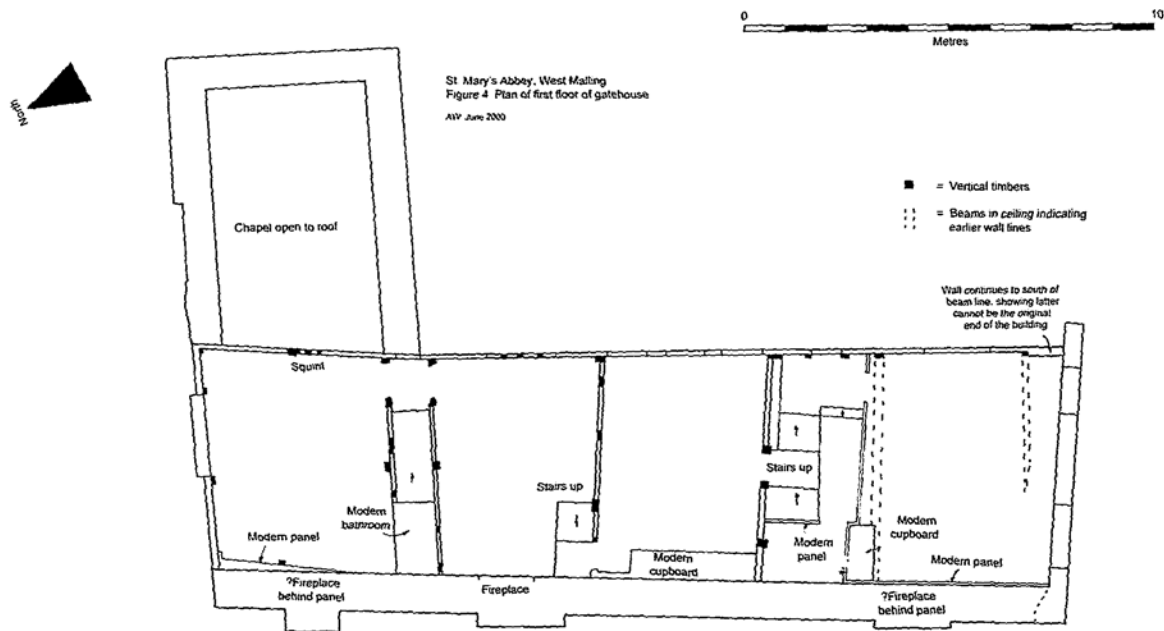 0 10
Metres
North
St. Mary's Abbey, West Malling
Figure 4 Plan of first floor of gatehouse
AW June 2000
= Vertical timbers
= Beams in ceiling indicating
earlier wall lines
Chapel open to roof
Wall continues to south of
beam line, showing latter
cannot be the original
end of the building
Squint
Stairs up
Stairs up
Modern
bathroom
Modern panel
Modern
cupboard
Modern
panel
Modern
cupboard
Modern panel
?Fireplace
behind panel
Fireplace
?Fireplace
behind panel